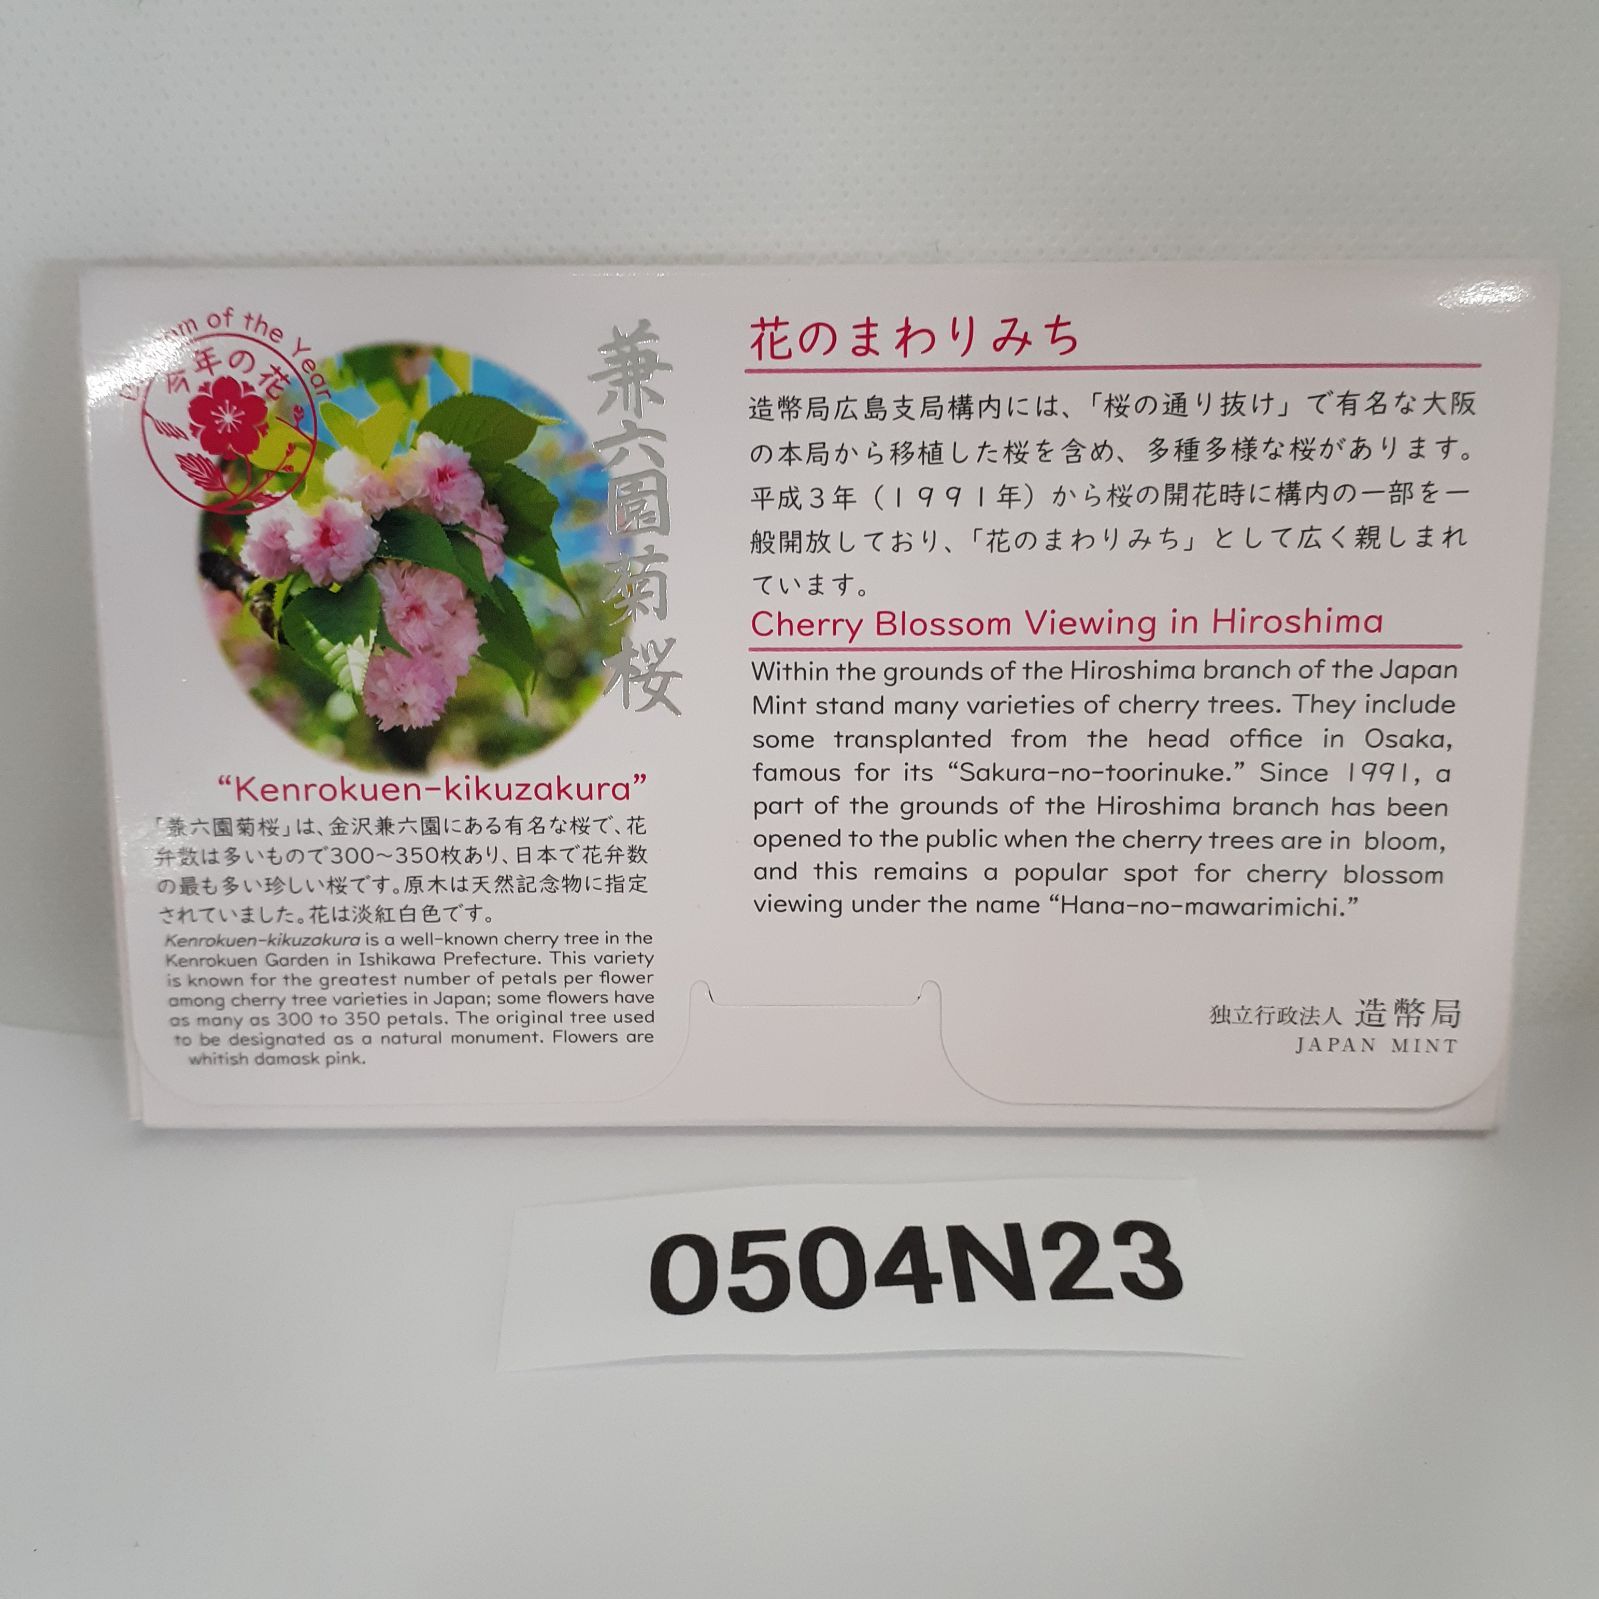 of the Year
年の花
兼六園菊桜
“Kenrokuen-kikuzakura”
「兼六園菊桜」は、金沢兼六園にある有名な桜で、花
弁数は多いもので300～350枚あり、日本で花弁数
の最も多い珍しい桜です。原木は天然記念物に指定
されていました。花は淡紅白色です。
Kenrokuen-kikuzakura is a well-known cherry tree in the
Kenrokuen Garden in Ishikawa Prefecture. This variety
is known for the greatest number of petals per flower
among cherry tree varieties in Japan; some flowers have
as many as 300 to 350 petals. The original tree used
to be designated as a natural monument. Flowers are
whitish damask pink.
花のまわりみち
造幣局広島支局構内には、「桜の通り抜け」で有名な大阪
の本局から移植した桜を含め、多種多様な桜があります。
平成3年（1991年）から桜の開花時に構内の一部を一
般開放しており、「花のまわりみち」として広く親しまれ
ています。
Cherry Blossom Viewing in Hiroshima
Within the grounds of the Hiroshima branch of the Japan
Mint stand many varieties of cherry trees. They include
some transplanted from the head office in Osaka,
famous for its “Sakura-no-toorinuke.” Since 1991, a
part of the grounds of the Hiroshima branch has been
opened to the public when the cherry trees are in bloom,
and this remains a popular spot for cherry blossom
viewing under the name “Hana-no-mawarimichi.”
独立行政法人 造幣局
JAPAN MINT
0504N23